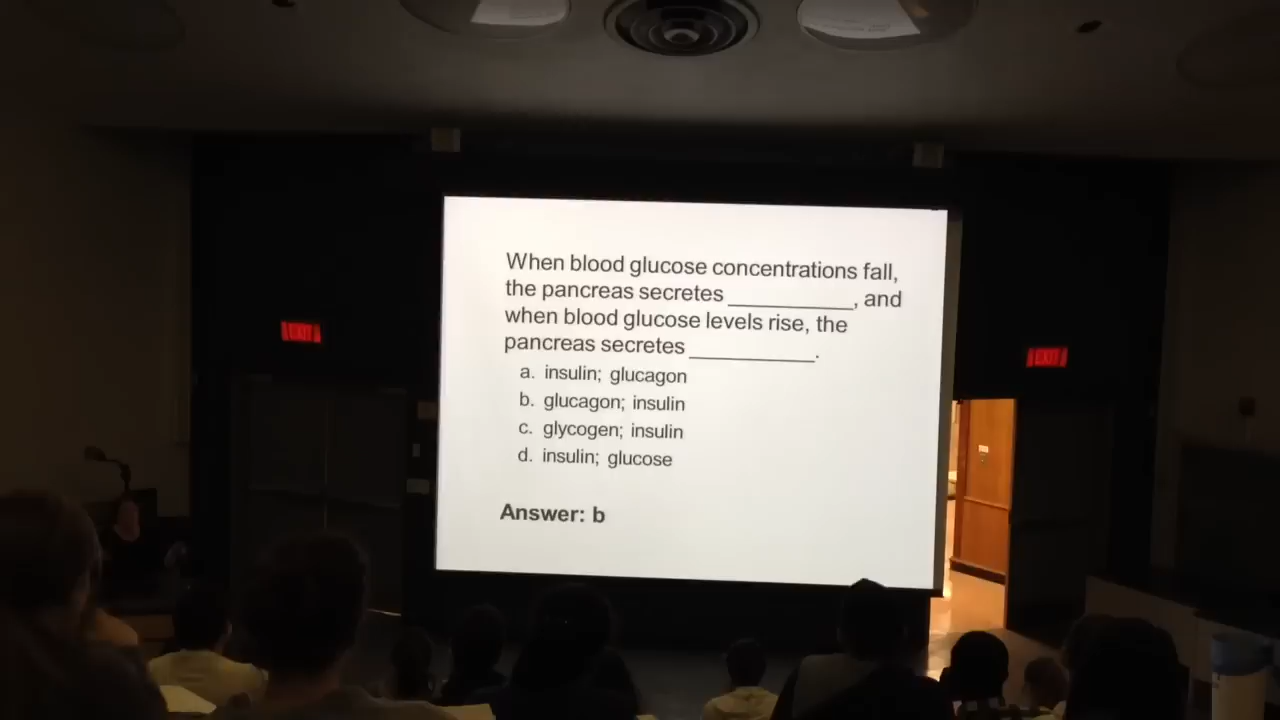 When blood glucose concentrations fall,
the pancreas secretes __________, and
when blood glucose levels rise, the
pancreas secretes __________.
a. insulin; glucagon
b. glucagon; insulin
c. glycogen; insulin
d. insulin; glucose
Answer: b
EXIT
EXIT